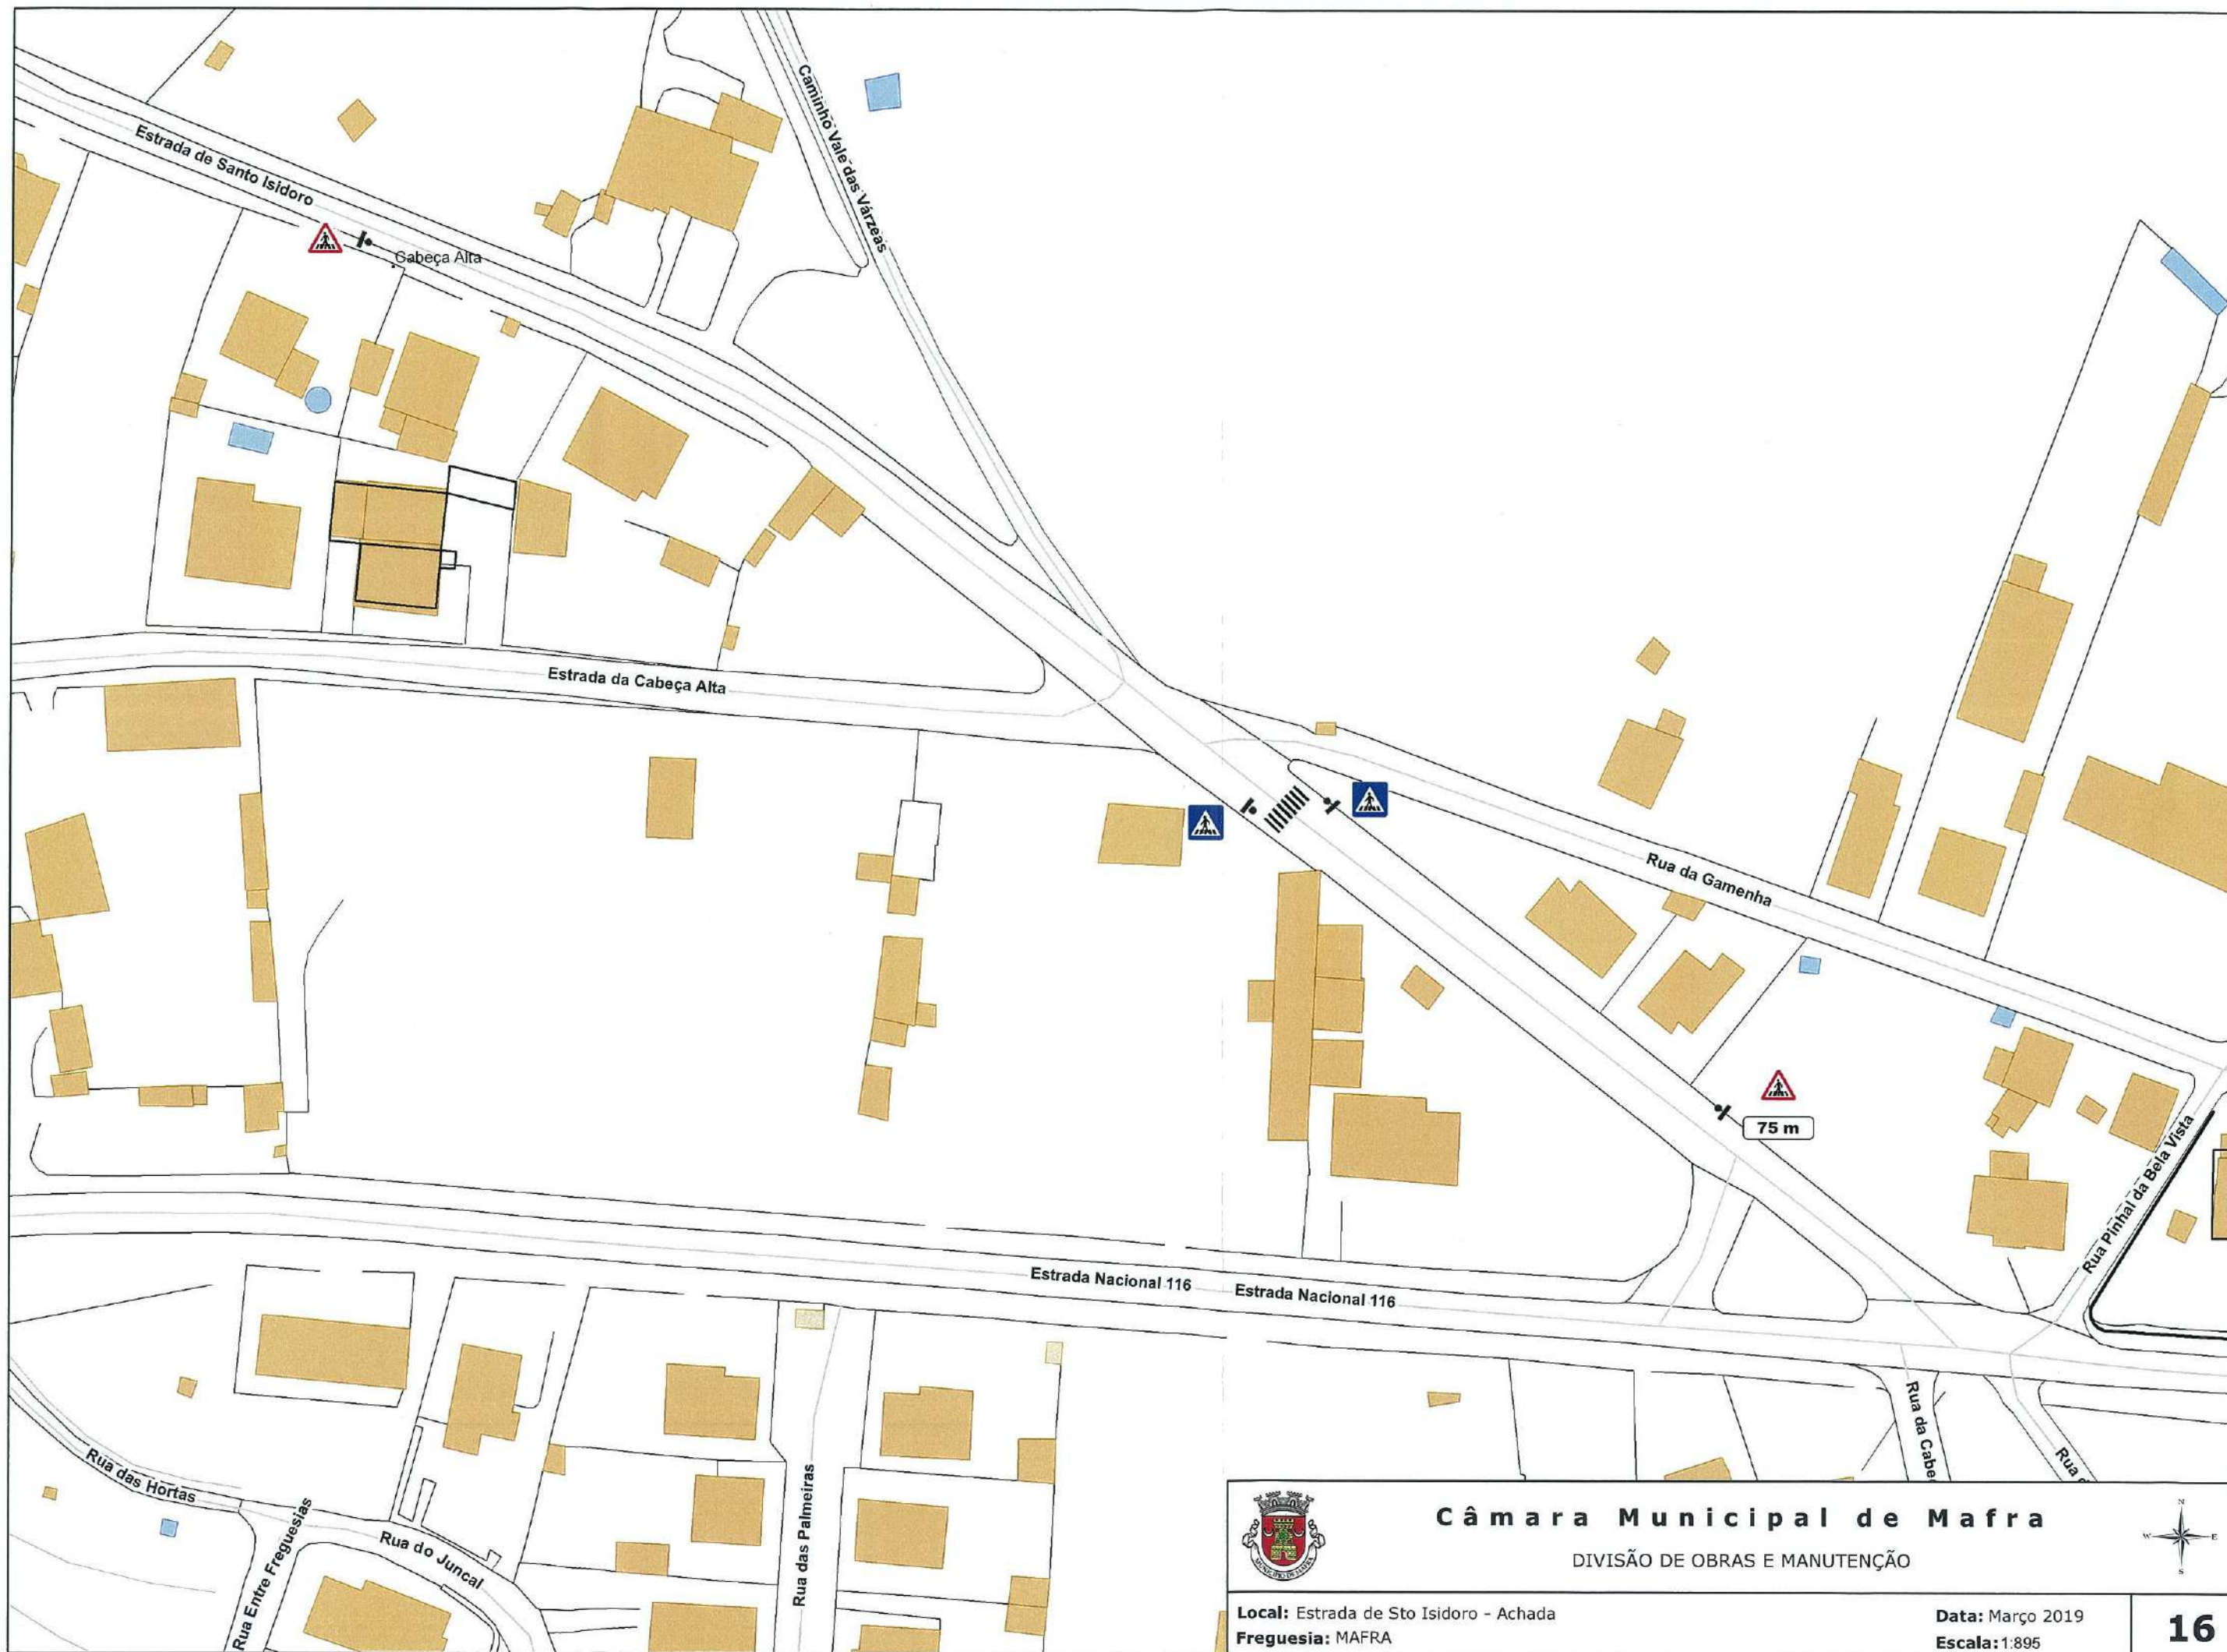 Caminho Vale das Várzeas
Estrada de Santo Isidoro
Cabeça Alta
Estrada da Cabeça Alta
Rua da Gamenha
75 m
Rua Pinhal da Bela Vista
Estrada Nacional 116
Estrada Nacional 116
Rua da Cabe
Rua
Rua das Hortas
Rua Entre Freguesias
Rua do Juncal
Rua das Palmeiras
Câmara Municipal de Mafra
DIVISÃO DE OBRAS E MANUTENÇÃO
N
W E
S
Local: Estrada de Sto Isidoro - Achada
Freguesia: MAFRA
Data: Março 2019
Escala:1:895
16